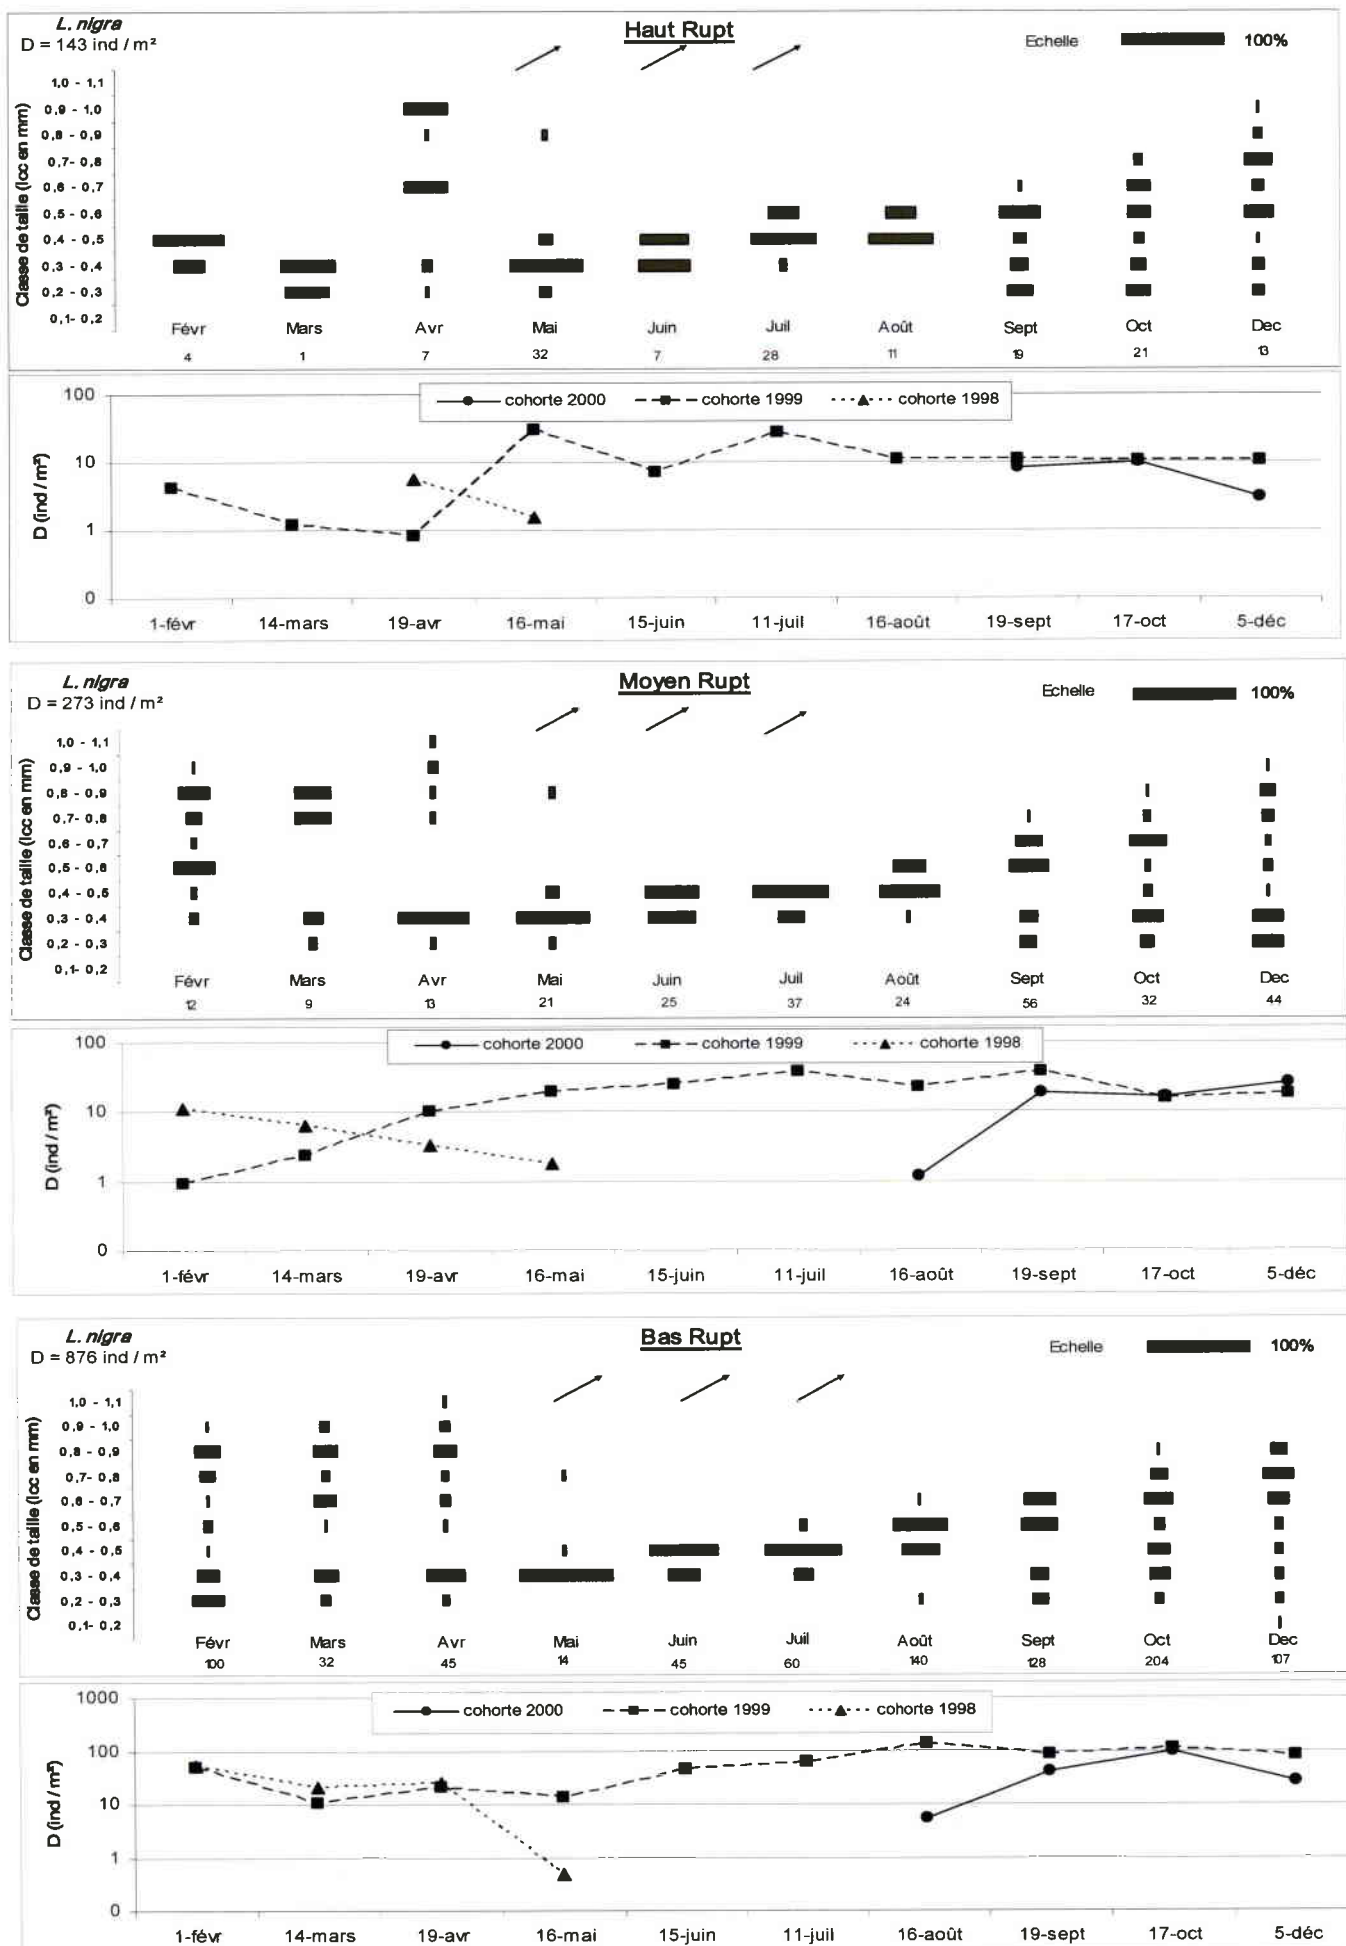 L. nigra
D = 143 ind / m²
Haut Rupt
Echelle 100%
Classe de taille (lcc en mm)
1,0 - 1,1
0,9 - 1,0
0,8 - 0,9
0,7- 0,8
0,6 - 0,7
0,5 - 0,6
0,4 - 0,5
0,3 - 0,4
0,2 - 0,3
0,1- 0,2
Févr Mars Avr Mai Juin Juil Août Sept Oct Dec
4 1 7 32 7 28 11 19 21 13
cohorte 2000 cohorte 1999 cohorte 1998
D (ind / m²)
100
10
1
0
1-févr 14-mars 19-avr 16-mai 15-juin 11-juil 16-août 19-sept 17-oct 5-déc
L. nigra
D = 273 ind / m²
Moyen Rupt
Echelle 100%
Classe de taille (lcc en mm)
1,0 - 1,1
0,9 - 1,0
0,8 - 0,9
0,7 - 0,8
0,6 - 0,7
0,5 - 0,6
0,4 - 0,5
0,3 - 0,4
0,2 - 0,3
0,1- 0,2
Févr Mars Avr Mai Juin Juil Août Sept Oct Dec
12 9 13 21 25 37 24 56 32 44
cohorte 2000 cohorte 1999 cohorte 1998
D (ind / m²)
100
10
1
0
1-févr 14-mars 19-avr 16-mai 15-juin 11-juil 16-août 19-sept 17-oct 5-déc
L. nigra
D = 876 ind / m²
Bas Rupt
Echelle 100%
Classe de taille (lcc en mm)
1,0 - 1,1
0,9 - 1,0
0,8 - 0,9
0,7- 0,8
0,6 - 0,7
0,5 - 0,6
0,4 - 0,5
0,3 - 0,4
0,2 - 0,3
0,1- 0,2
Févr Mars Avr Mai Juin Juil Août Sept Oct Dec
100 32 45 14 45 60 140 128 204 107
cohorte 2000 cohorte 1999 cohorte 1998
D (ind / m²)
1000
100
10
1
0
1-févr 14-mars 19-avr 16-mai 15-juin 11-juil 16-août 19-sept 17-oct 5-déc